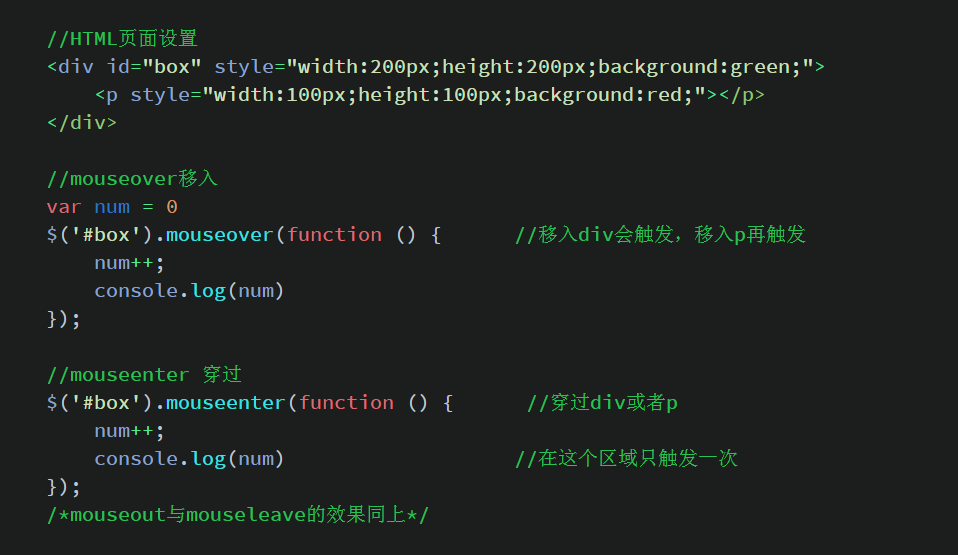 //HTML页面设置
<div id="box" style="width:200px;height:200px;background:green;">
    <p style="width:100px;height:100px;background:red;"></p>
</div>

//mouseover移入
var num = 0
$('#box').mouseover(function () {      //移入div会触发，移入p再触发
    num++;
    console.log(num)
});

//mouseenter 穿过
$('#box').mouseenter(function () {      //穿过div或者p
    num++;
    console.log(num)                   //在这个区域只触发一次
});
/*mouseout与mouseleave的效果同上*/